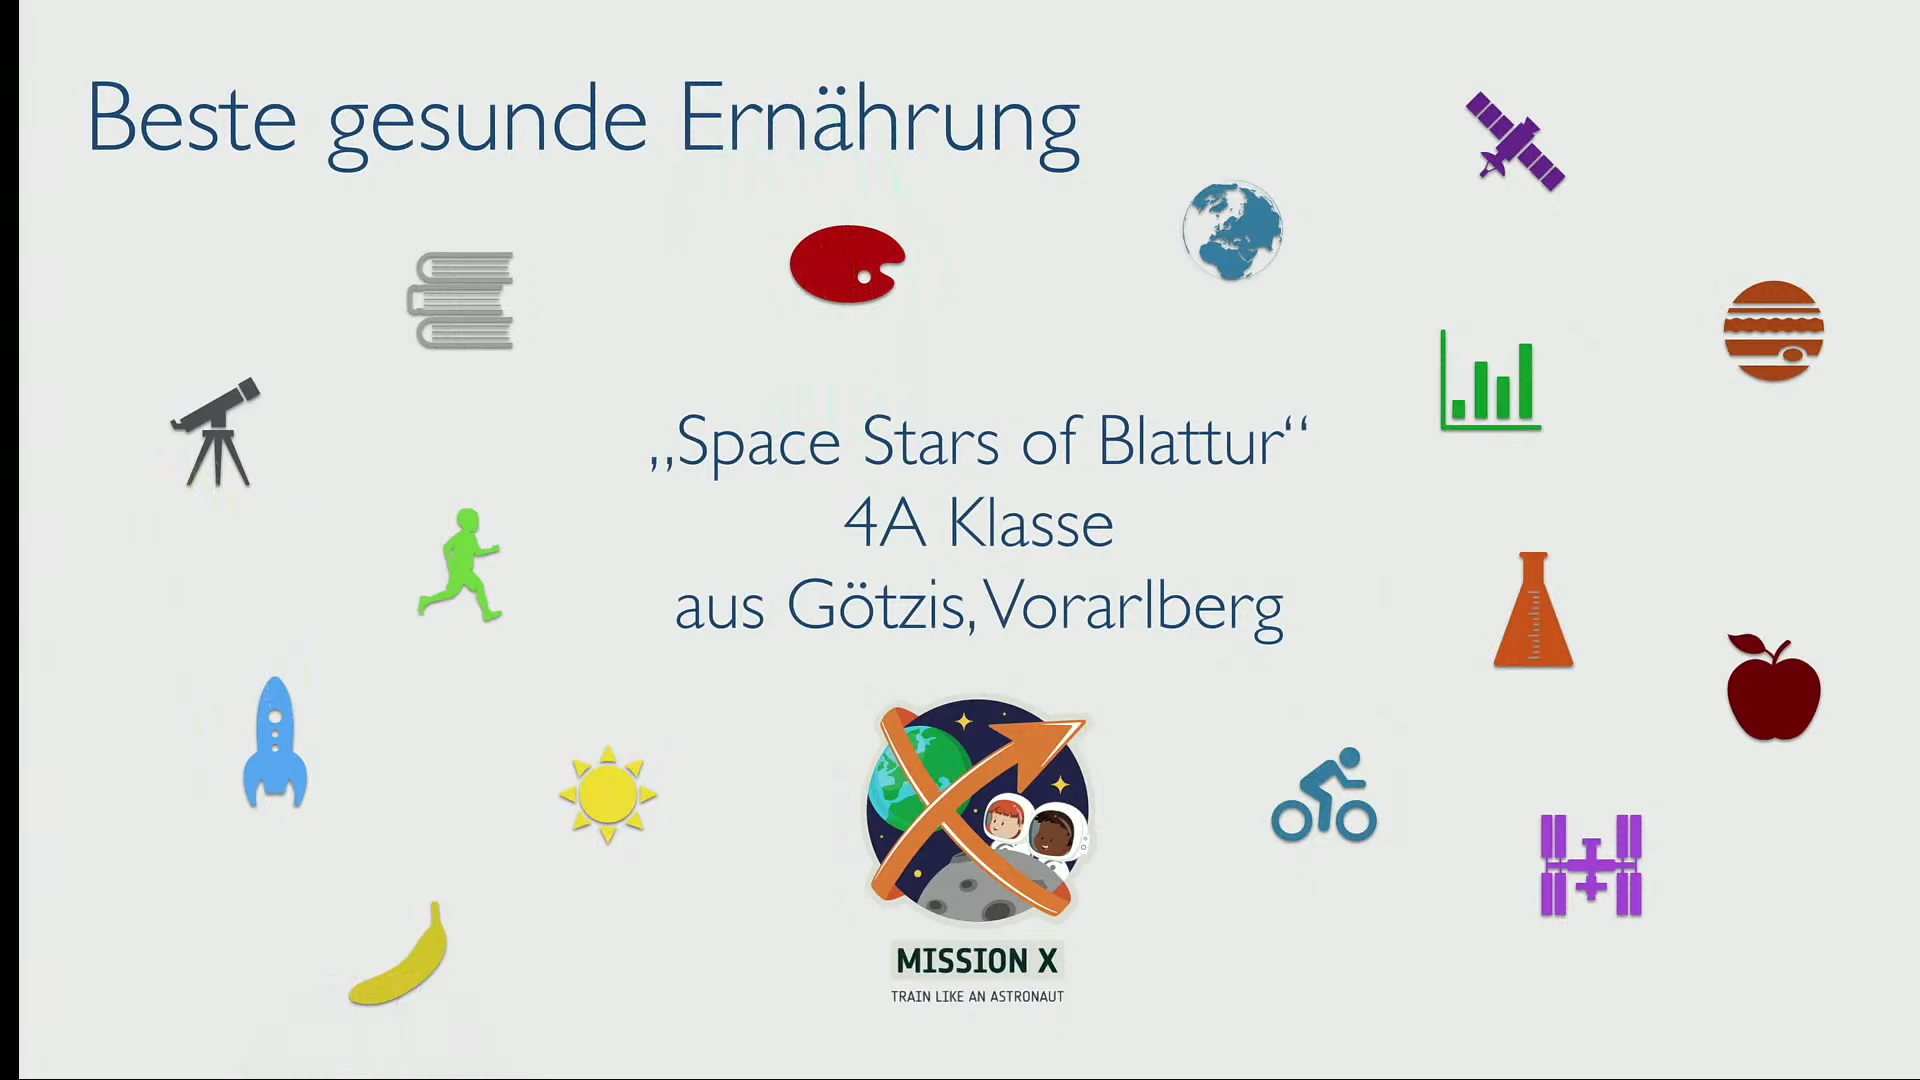 Beste gesunde Ernährung
„Space Stars of Blattur“
4A Klasse
aus Götzis, Vorarlberg
MISSION X
TRAIN LIKE AN ASTRONAUT